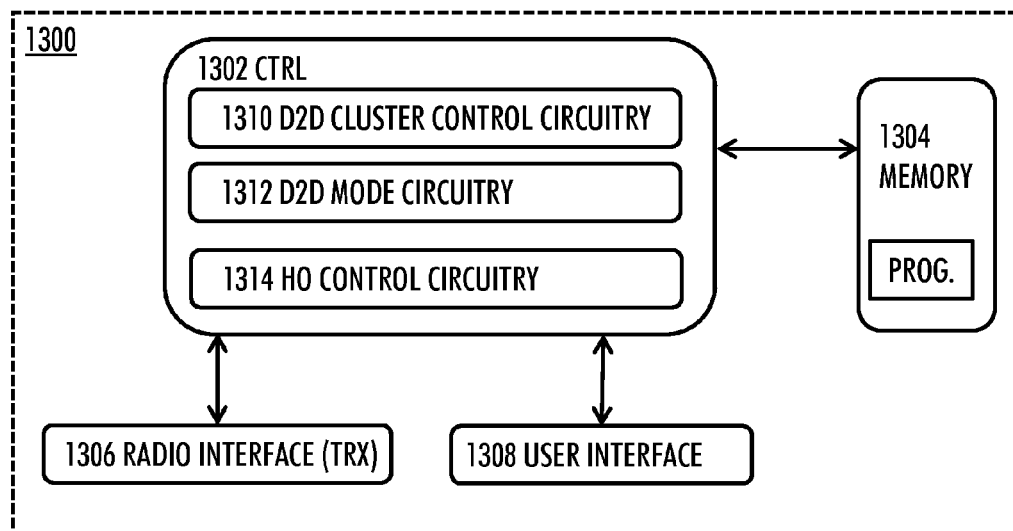 1300
1302 CTRL
1310 D2D CLUSTER CONTROL CIRCUITRY
1312 D2D MODE CIRCUITRY
1314 HO CONTROL CIRCUITRY
1304
MEMORY
PROG.
1306 RADIO INTERFACE (TRX)
1308 USER INTERFACE